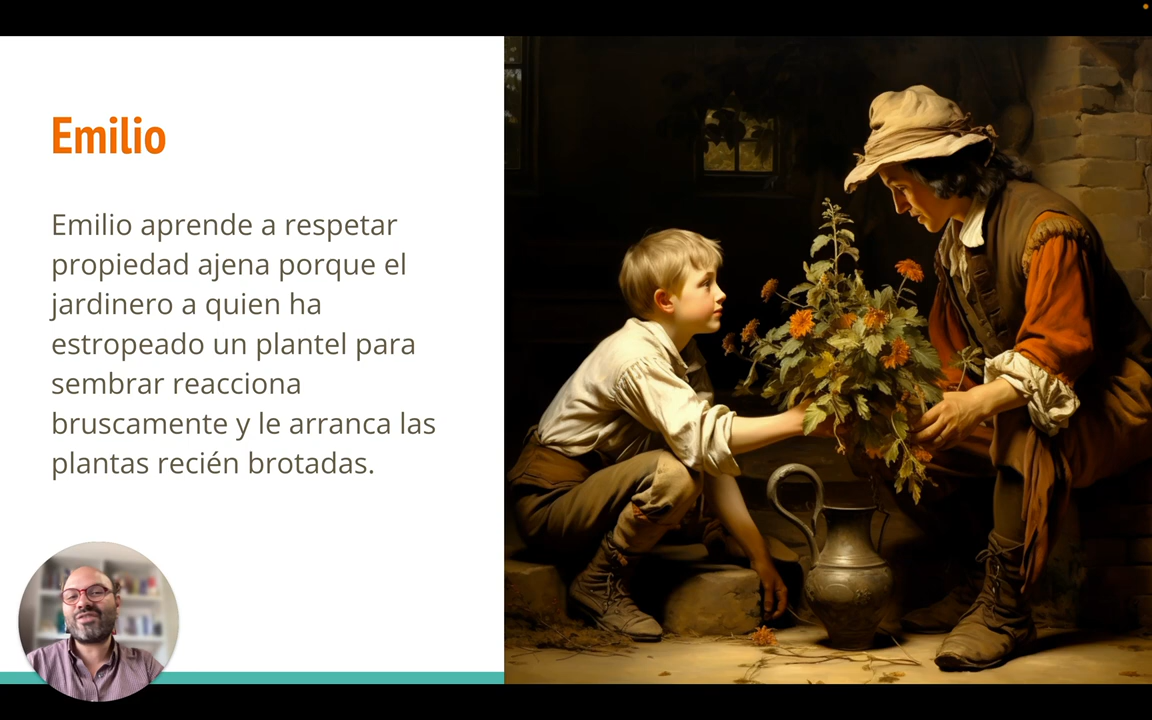 Emilio
Emilio aprende a respetar
propiedad ajena porque el
jardinero a quien ha
estropeado un plantel para
sembrar reacciona
bruscamente y le arranca las
plantas recién brotadas.